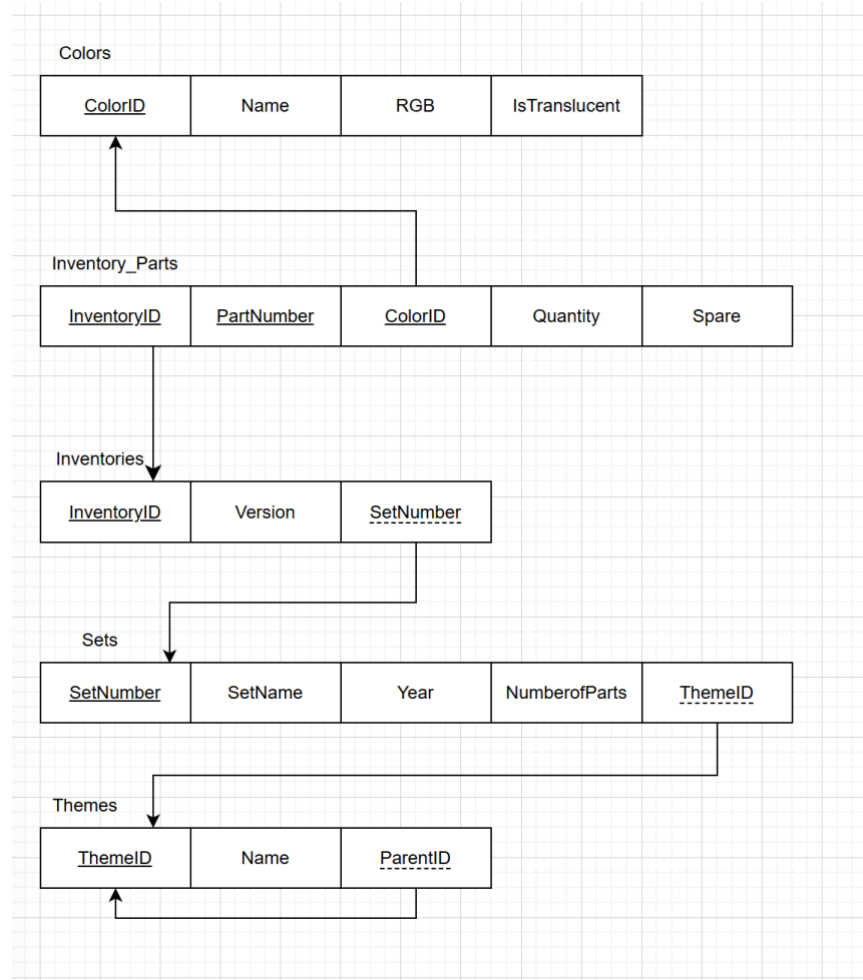 Colors
ColorID Name RGB IsTranslucent
Inventory_Parts
InventoryID PartNumber ColorID Quantity Spare
Inventories
InventoryID Version SetNumber
Sets
SetNumber SetName Year NumberofParts ThemeID
Themes
ThemeID Name ParentID